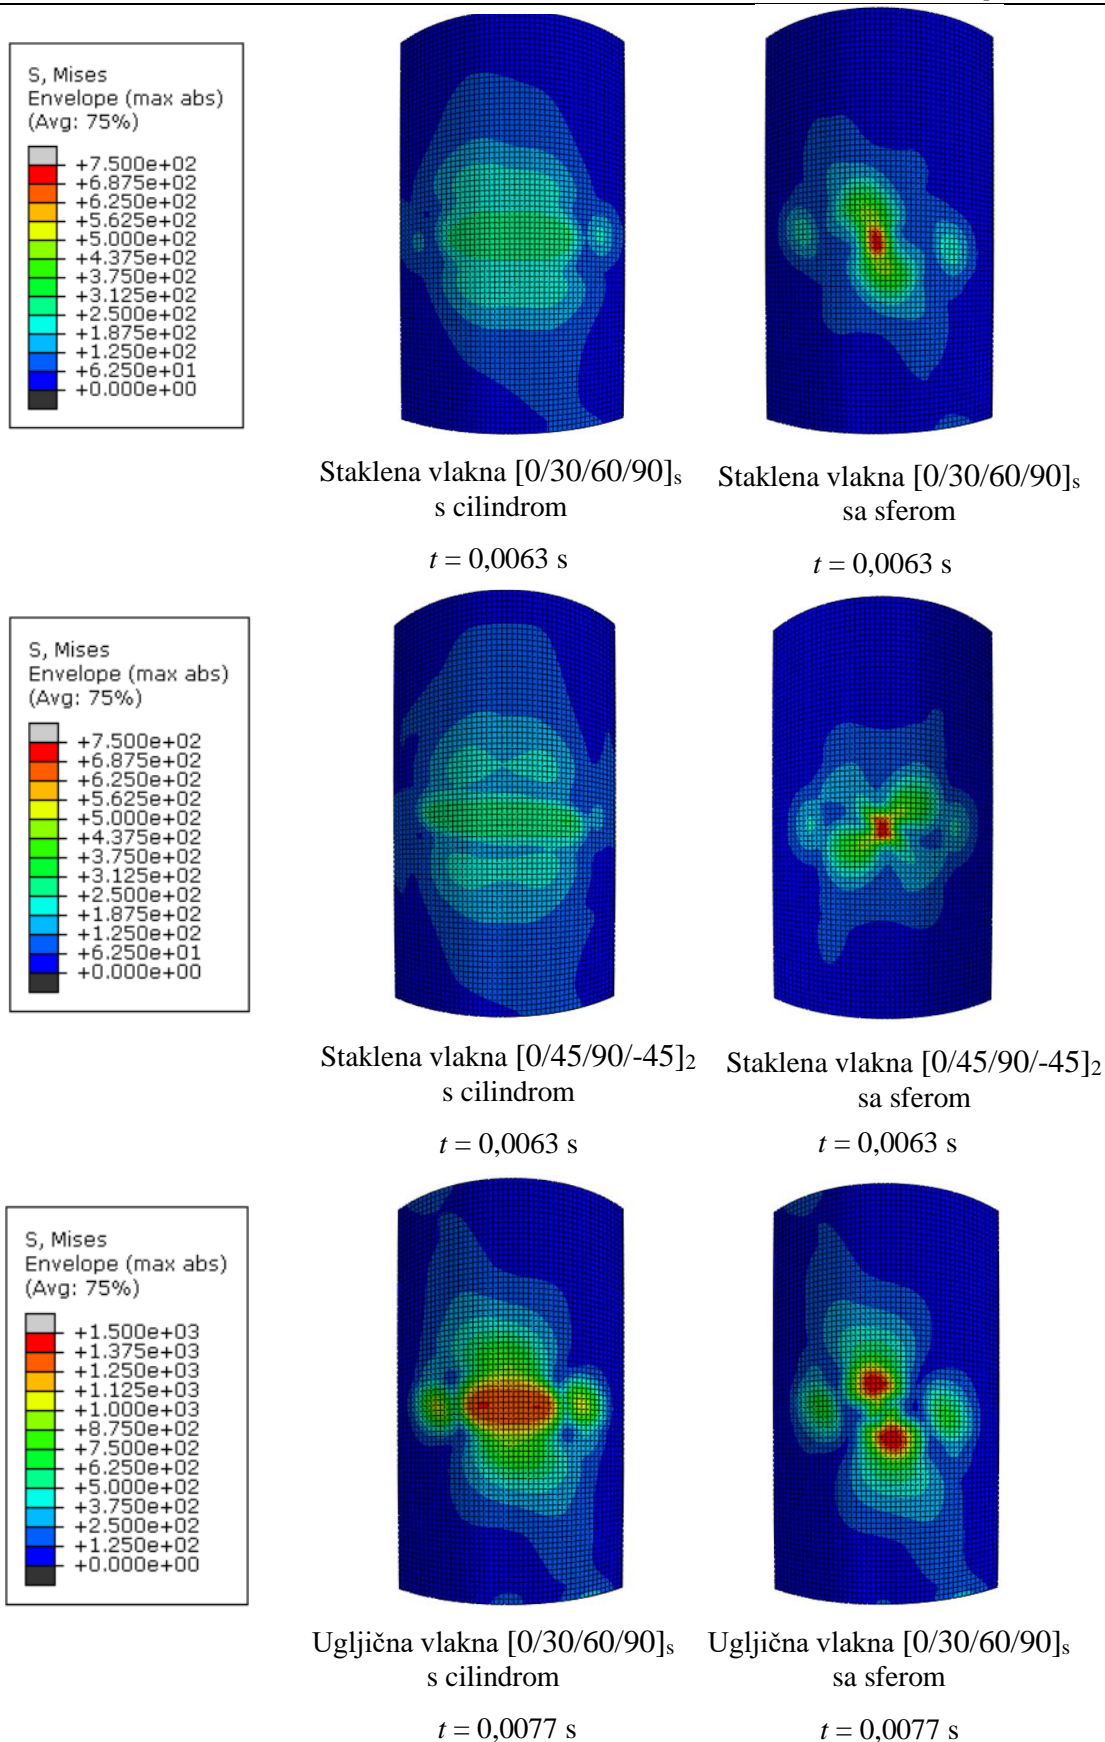 S, Mises
Envelope (max abs)
(Avg: 75%)
+7.500e+02
+6.875e+02
+6.250e+02
+5.625e+02
+5.000e+02
+4.375e+02
+3.750e+02
+3.125e+02
+2.500e+02
+1.875e+02
+1.250e+02
+6.250e+01
+0.000e+00
Staklena vlakna [0/30/60/90]s
s cilindrom
t = 0,0063 s
Staklena vlakna [0/30/60/90]s
sa sferom
t = 0,0063 s
S, Mises
Envelope (max abs)
(Avg: 75%)
+7.500e+02
+6.875e+02
+6.250e+02
+5.625e+02
+5.000e+02
+4.375e+02
+3.750e+02
+3.125e+02
+2.500e+02
+1.875e+02
+1.250e+02
+6.250e+01
+0.000e+00
Staklena vlakna [0/45/90/-45]2
s cilindrom
t = 0,0063 s
Staklena vlakna [0/45/90/-45]2
sa sferom
t = 0,0063 s
S, Mises
Envelope (max abs)
(Avg: 75%)
+1.500e+03
+1.375e+03
+1.250e+03
+1.125e+03
+1.000e+03
+8.750e+02
+7.500e+02
+6.250e+02
+5.000e+02
+3.750e+02
+2.500e+02
+1.250e+02
+0.000e+00
Ugljična vlakna [0/30/60/90]s
s cilindrom
t = 0,0077 s
Ugljična vlakna [0/30/60/90]s
sa sferom
t = 0,0077 s